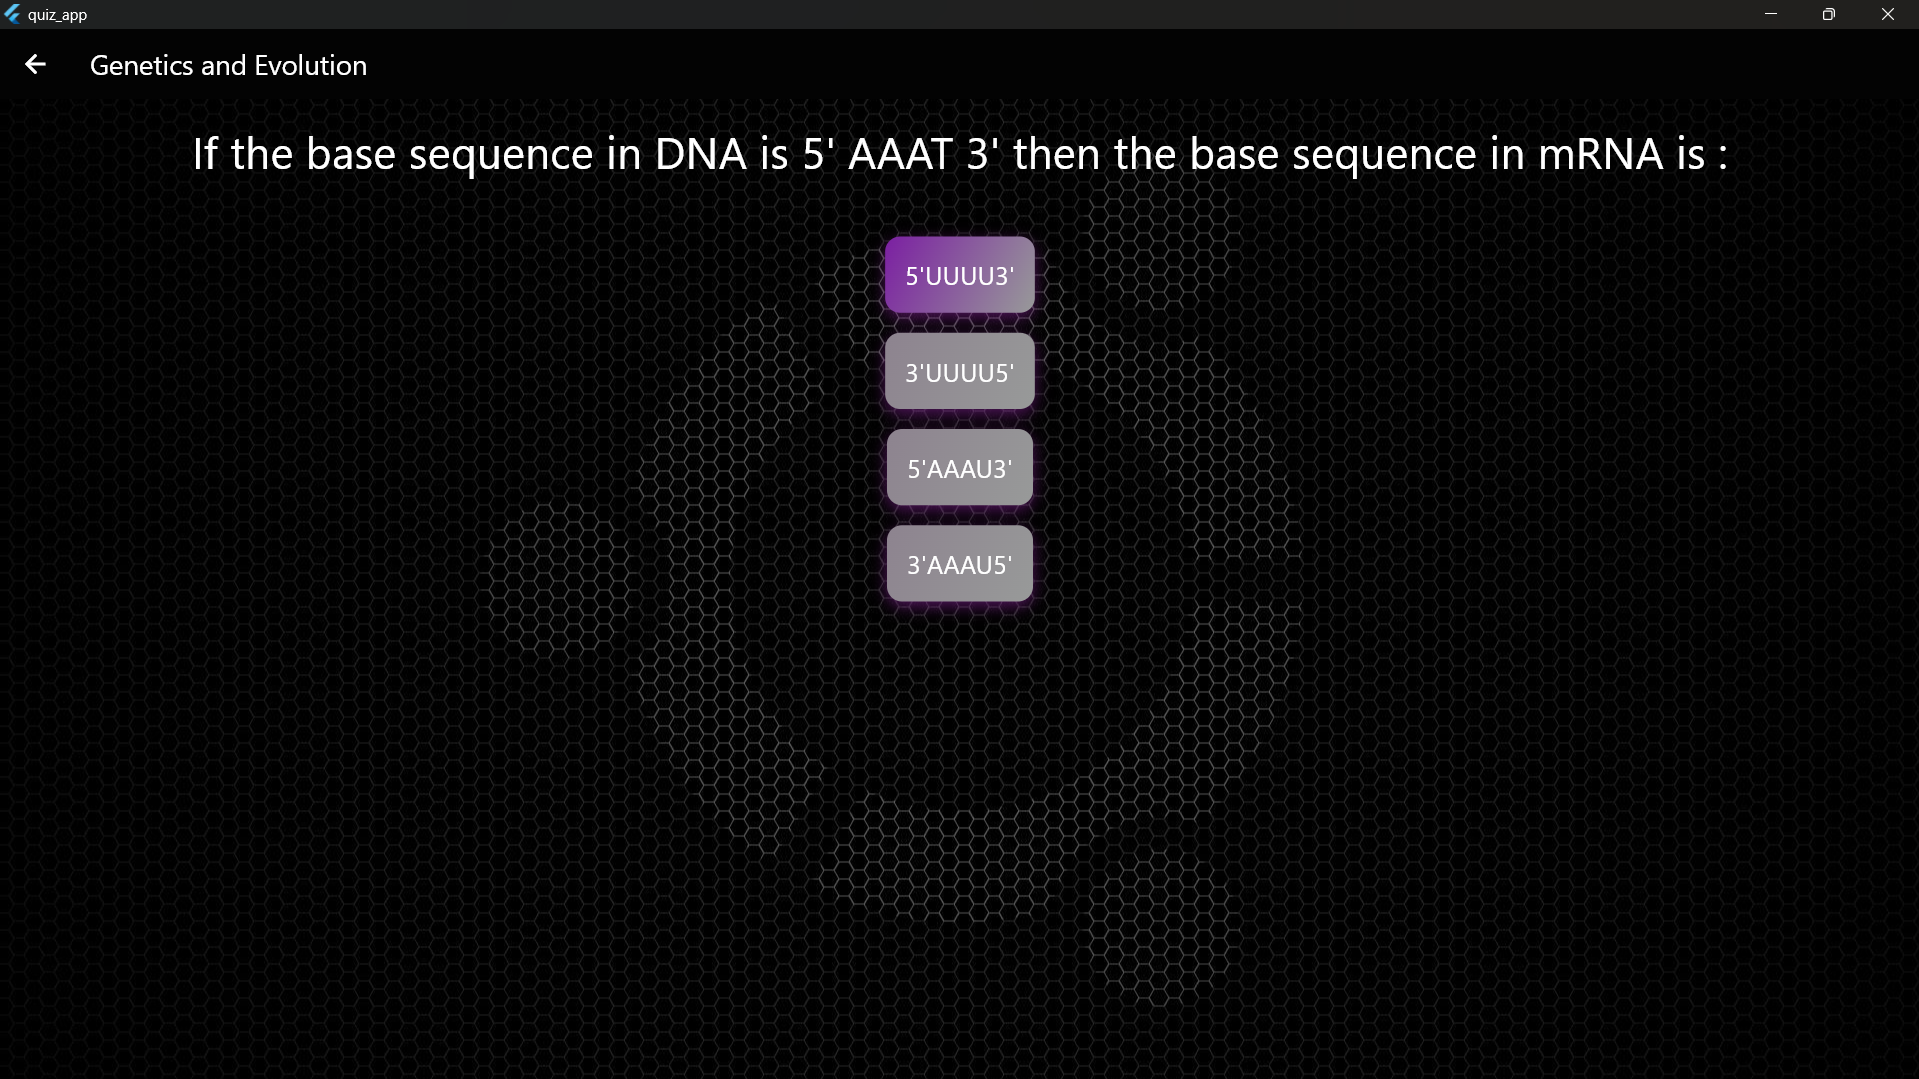 quiz_app
Genetics and Evolution
If the base sequence in DNA is 5' AAAT 3' then the base sequence in mRNA is :
5'UUUU3'
3'UUUU5'
5'AAAU3'
3'AAAU5'